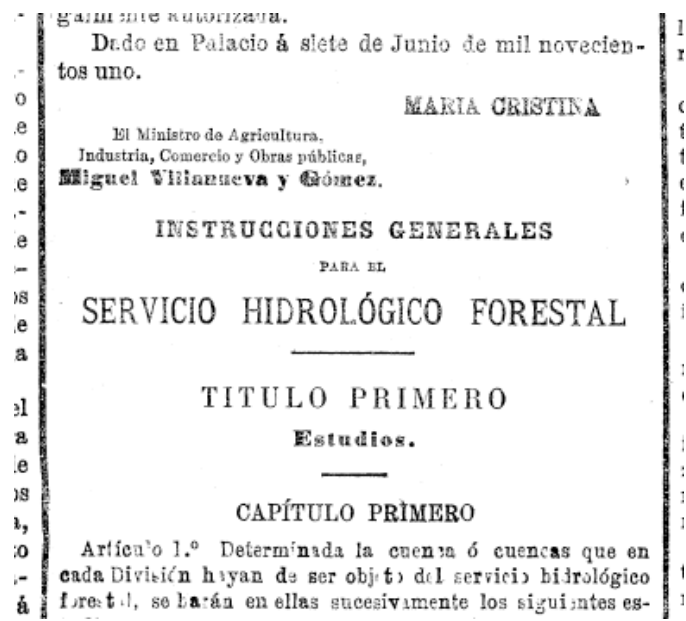 autorizada.
Dado en Palacio á siete de Junio de mil novecien-
tos uno.
MARIA CRISTINA
El Ministro de Agricultura,
Industria, Comercio y Obras públicas,
Miguel Villanueva y Gómez.
INSTRUCCIONES GENERALES
PARA EL
SERVICIO HIDROLÓGICO FORESTAL
TITULO PRIMERO
Estudios.
CAPÍTULO PRIMERO
Artículo 1.º Determinada la cuenca ó cuencas que en
cada División hayan de ser objeto del servicio hidrológico
forestal, se harán en ellas sucesivamente los siguientes es-